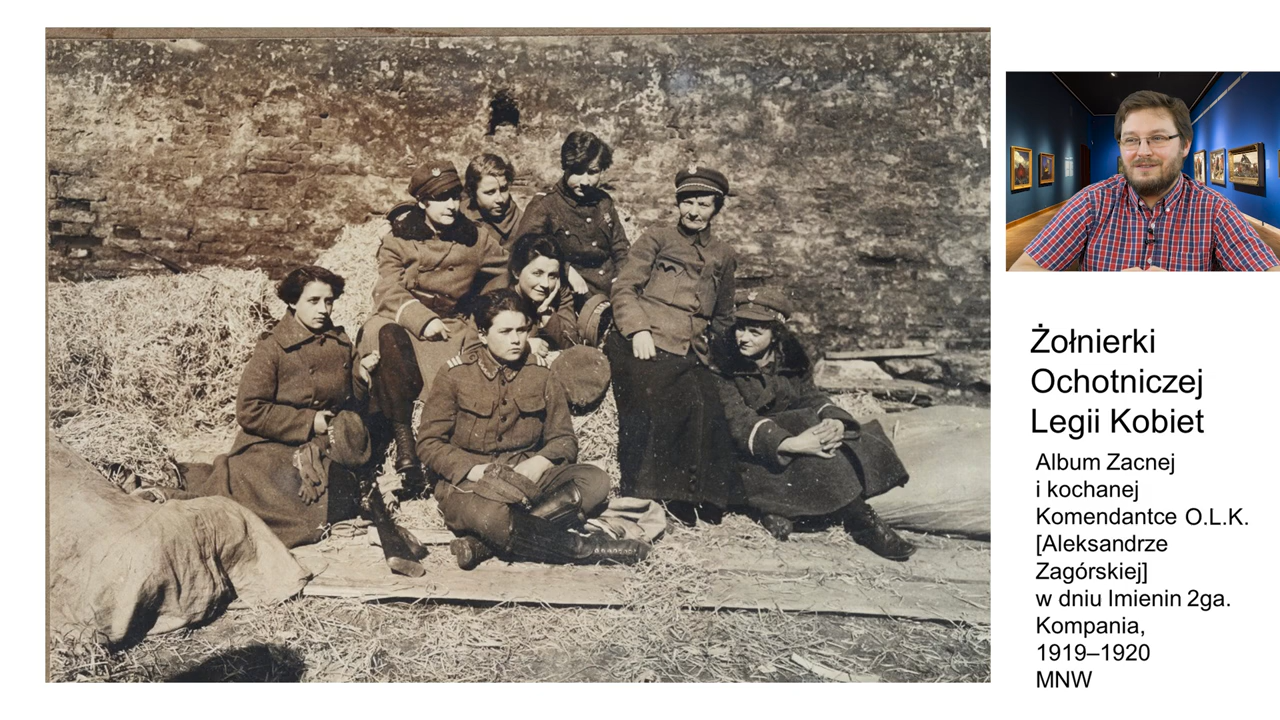 Żołnierki
Ochotniczej
Legii Kobiet
Album Zacnej
i kochanej
Komendantce O.L.K.
[Aleksandrze
Zagórskiej]
w dniu Imienin 2ga.
Kompania,
1919–1920
MNW